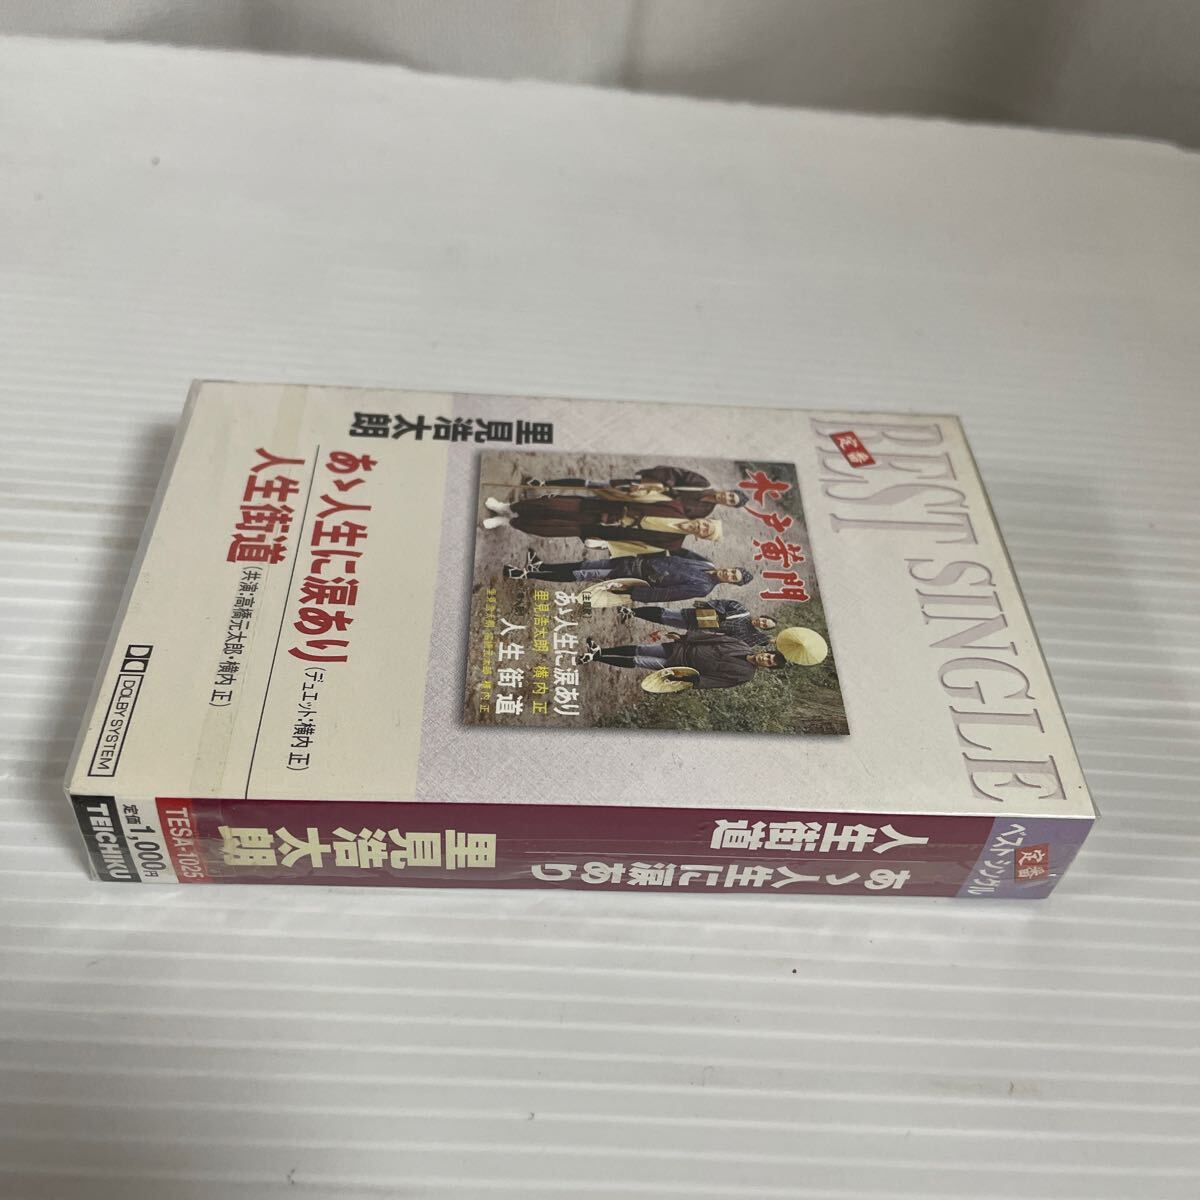 BEST SINGLE
定番
水戸黄門
あゝ人生に涙あり
里見浩太朗 横内 正
人生街道
里見浩太朗
あゝ人生に涙あり(デュエット:横内 正)
人生街道(共演:高橋元太郎・横内 正)
DOLBY SYSTEM
定番
ベスト・シングル
あゝ人生に涙あり
人生街道
里見浩太朗
TESA-1025
定価1,000円
TEICHIKU